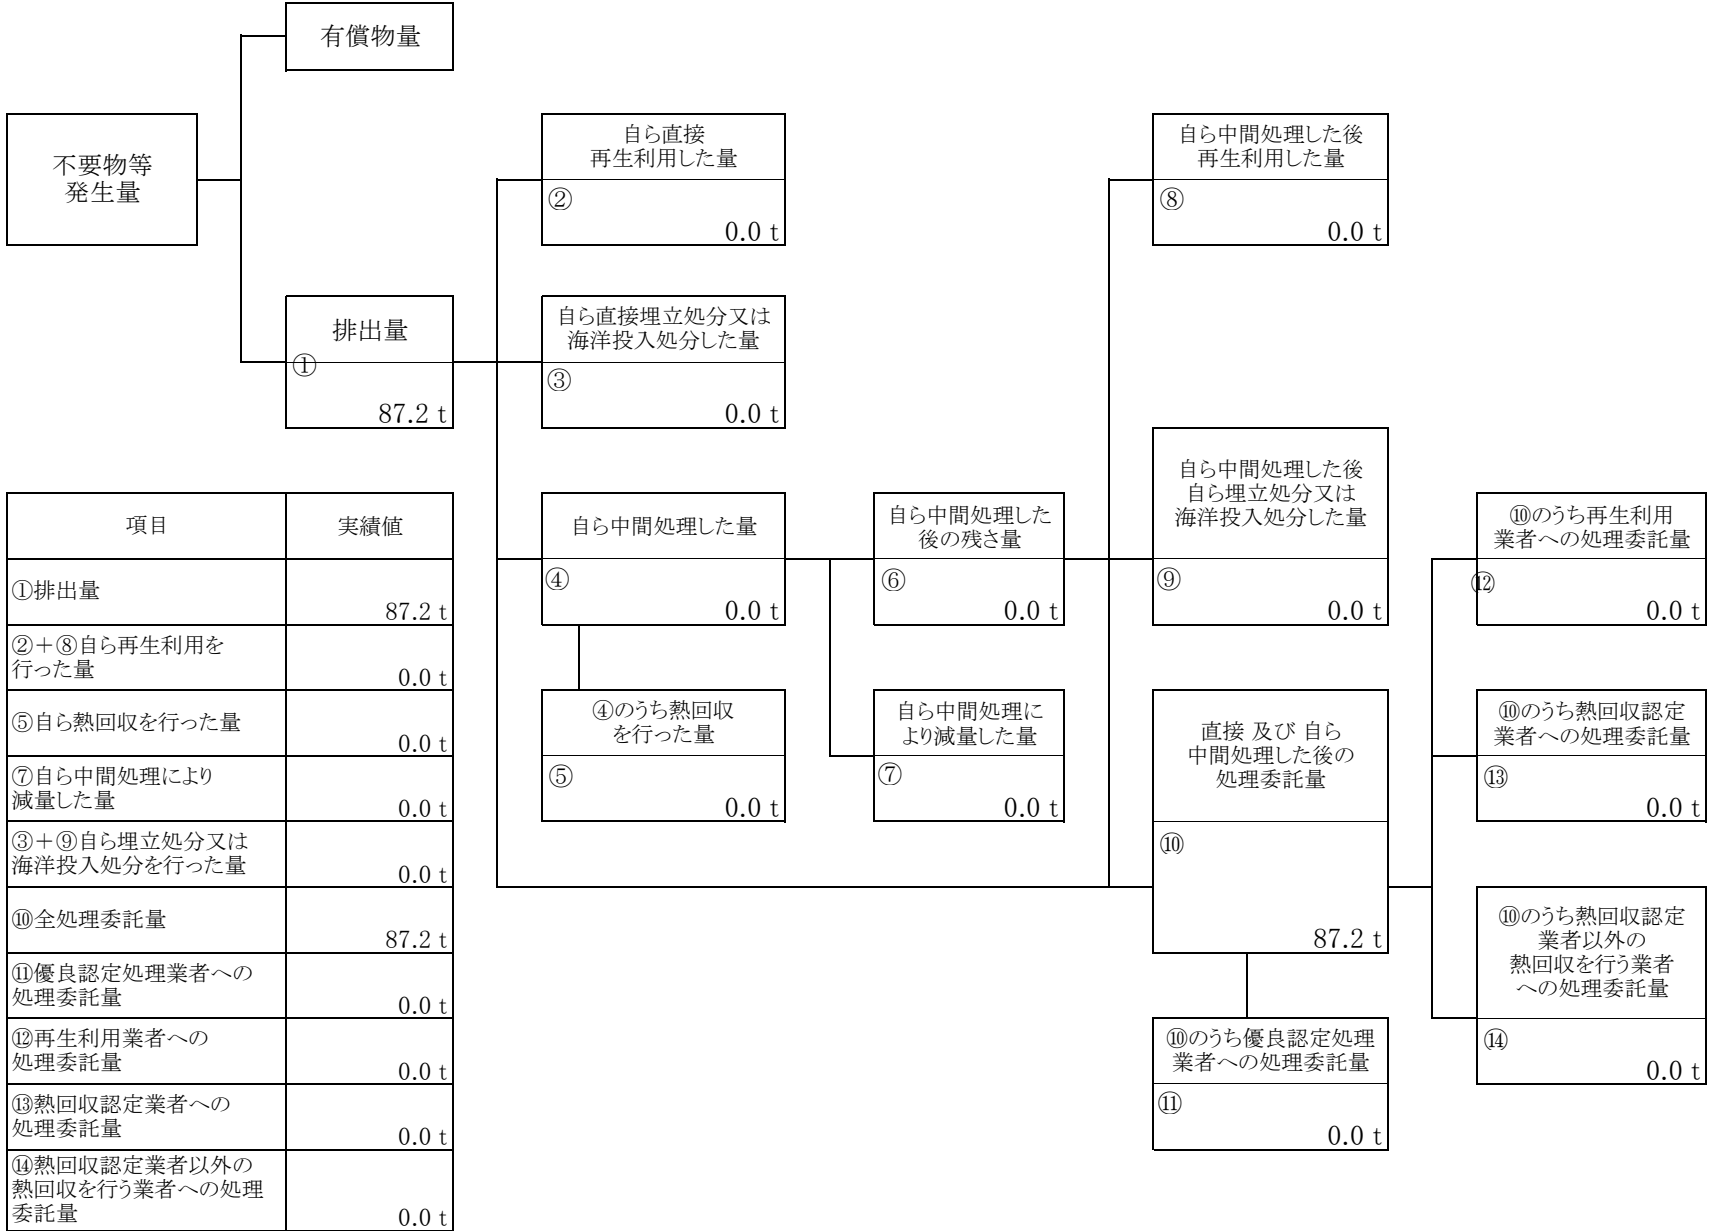 有償物量
不要物等
発生量
自ら直接
再生利用した量
②
0.0 t
自ら中間処理した後
再生利用した量
⑧
0.0 t
排出量
①
87.2 t
自ら直接埋立処分又は
海洋投入処分した量
③
0.0 t
自ら中間処理した量
④
0.0 t
自ら中間処理した
後の残さ量
⑥
0.0 t
自ら中間処理した後
自ら埋立処分又は
海洋投入処分した量
⑨
0.0 t
⑩のうち再生利用
業者への処理委託量
⑫
0.0 t
④のうち熱回収
を行った量
⑤
0.0 t
自ら中間処理に
より減量した量
⑦
0.0 t
直接 及び 自ら
中間処理した後の
処理委託量
⑩
87.2 t
⑩のうち熱回収認定
業者への処理委託量
⑬
0.0 t
⑩のうち熱回収認定
業者以外の
熱回収を行う業者
への処理委託量
⑭
0.0 t
⑩のうち優良認定処理
業者への処理委託量
⑪
0.0 t
項目 実績値
①排出量
87.2 t
②＋⑧自ら再生利用を
行った量
0.0 t
⑤自ら熱回収を行った量
0.0 t
⑦自ら中間処理により
減量した量
0.0 t
③＋⑨自ら埋立処分又は
海洋投入処分を行った量
0.0 t
⑩全処理委託量
87.2 t
⑪優良認定処理業者への
処理委託量
0.0 t
⑫再生利用業者への
処理委託量
0.0 t
⑬熱回収認定業者への
処理委託量
0.0 t
⑭熱回収認定業者以外の
熱回収を行う業者への処理
委託量
0.0 t